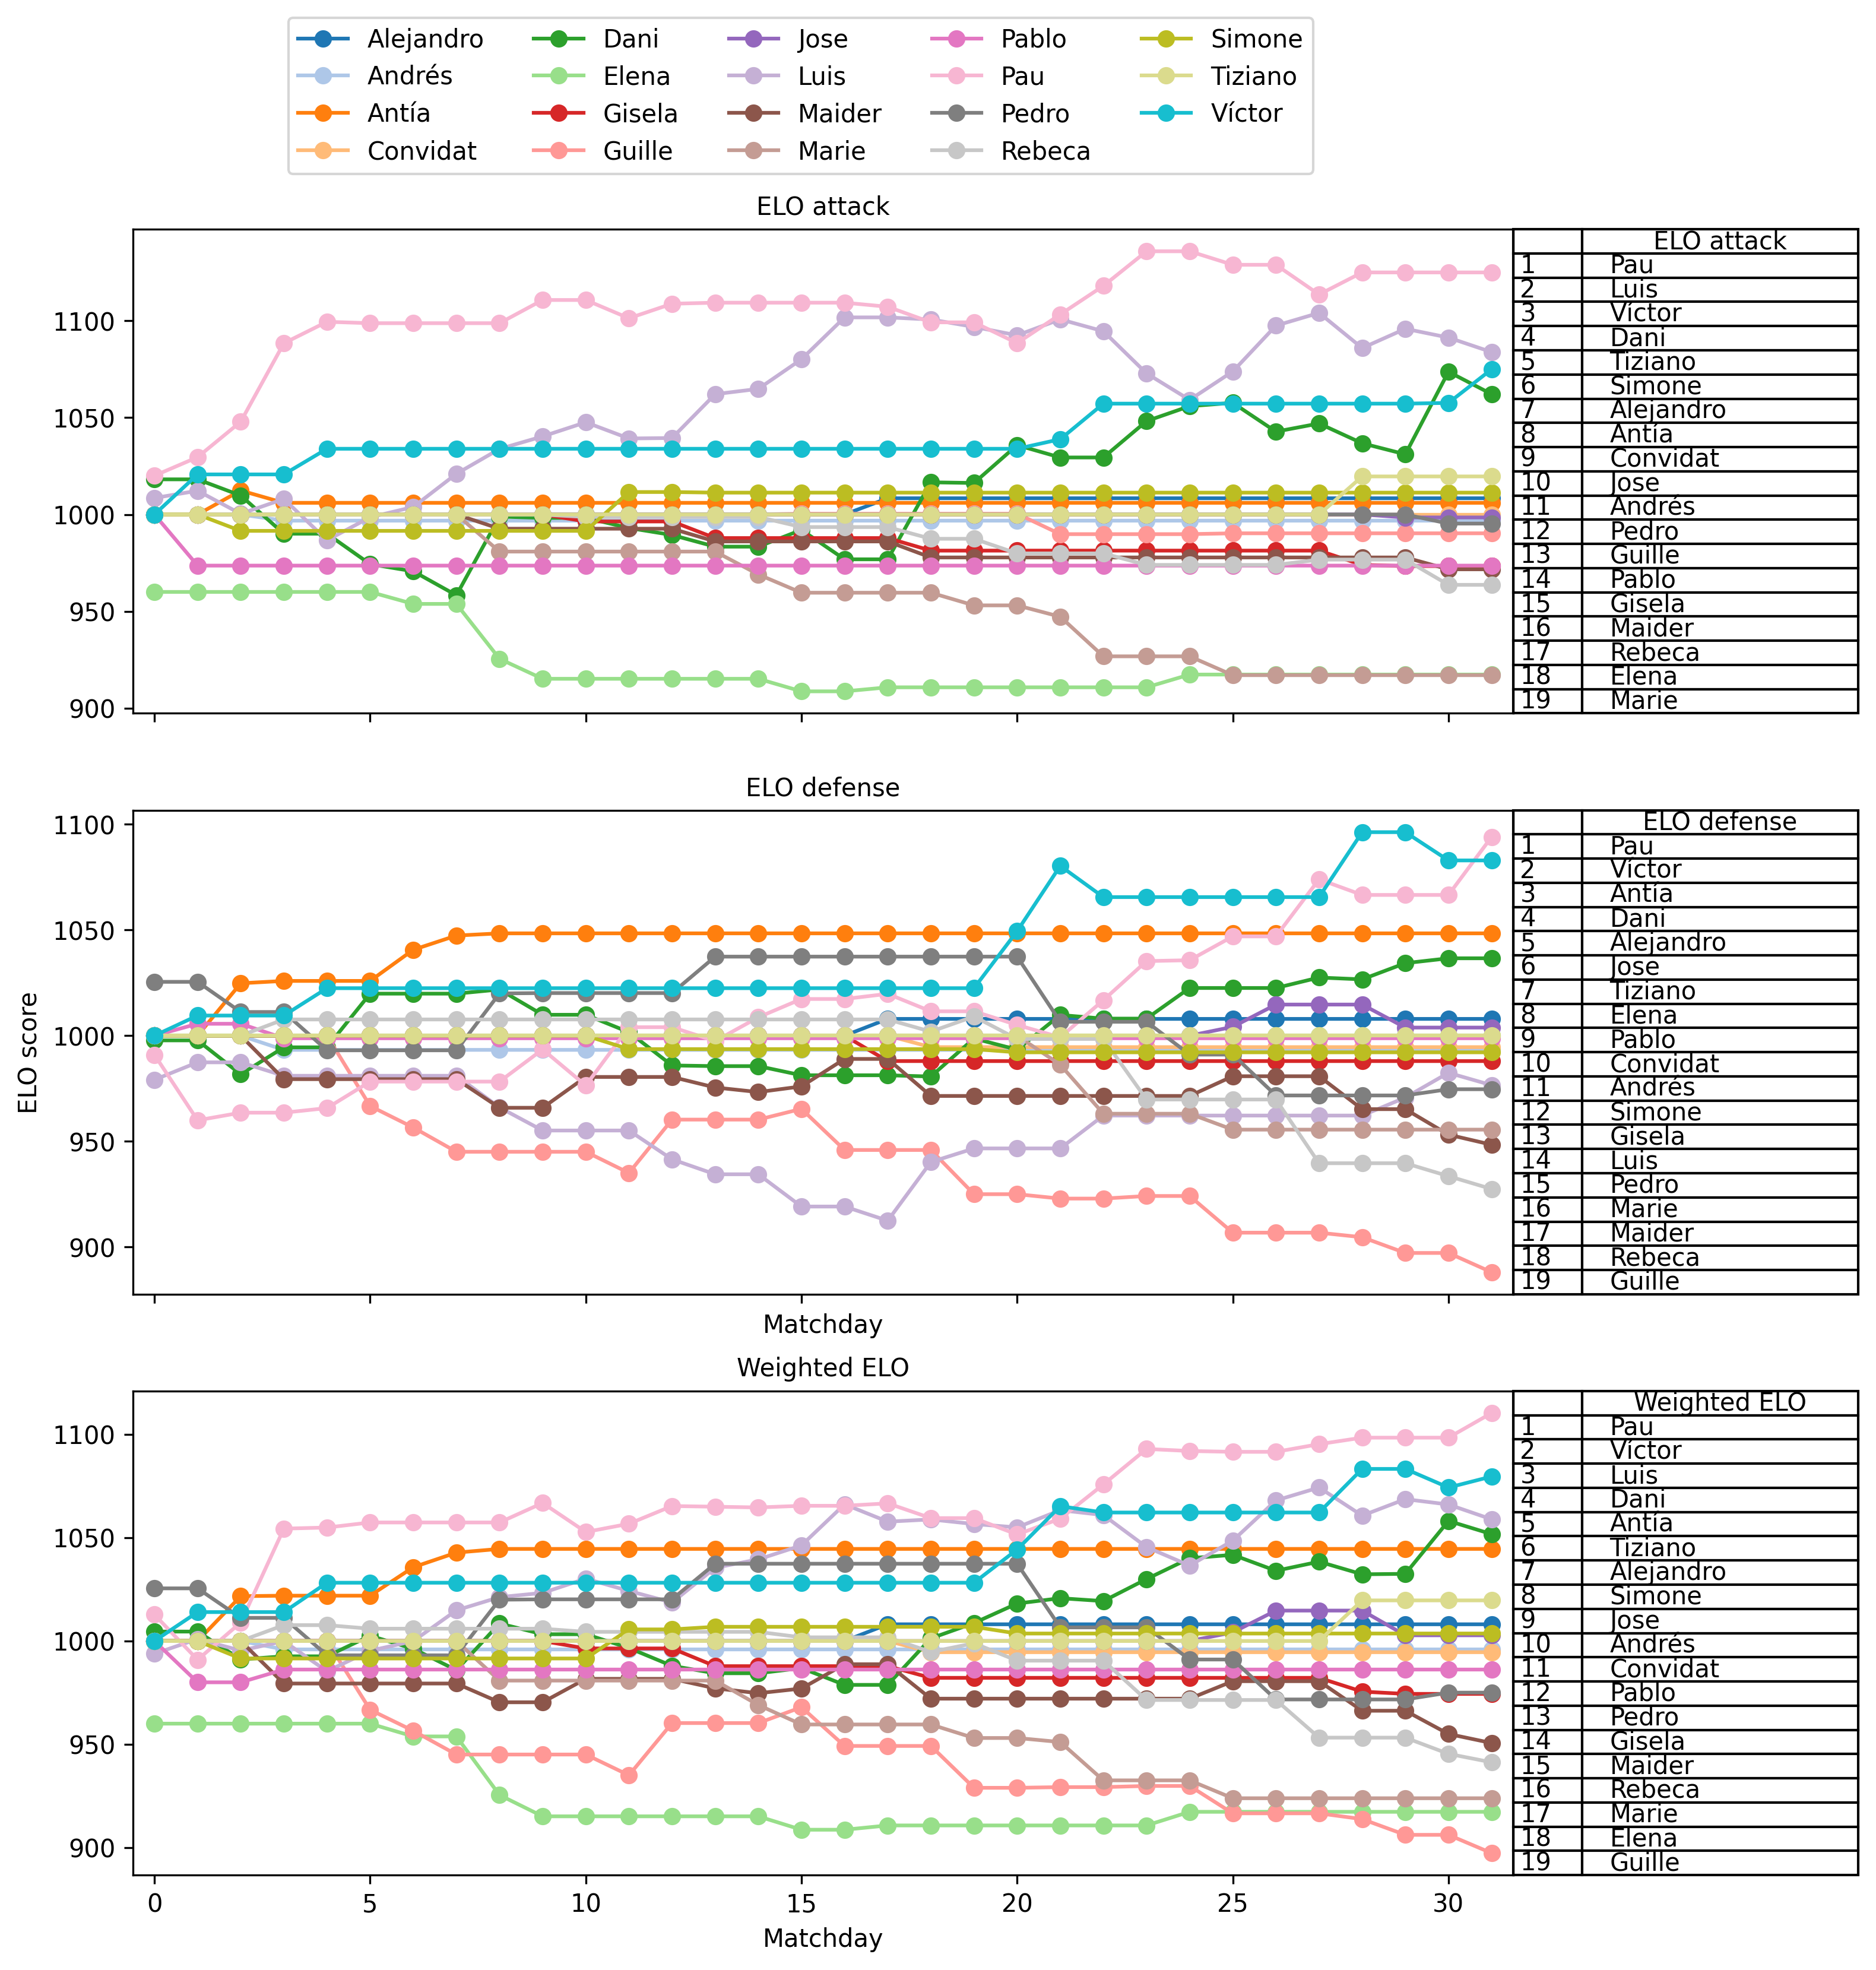 Alejandro Dani Jose Pablo Simone
Andrés Elena Luis Pau Tiziano
Antía Gisela Maider Pedro Víctor
Convidat Guille Marie Rebeca
ELO attack
1100
1050
1000
950
900
ELO attack
1 Pau
2 Luis
3 Víctor
4 Dani
5 Tiziano
6 Simone
7 Alejandro
8 Antía
9 Convidat
10 Jose
11 Andrés
12 Pedro
13 Guille
14 Pablo
15 Gisela
16 Maider
17 Rebeca
18 Elena
19 Marie
ELO defense
ELO score
1100
1050
1000
950
900
Matchday
ELO defense
1 Pau
2 Víctor
3 Antía
4 Dani
5 Alejandro
6 Jose
7 Tiziano
8 Elena
9 Pablo
10 Convidat
11 Andrés
12 Simone
13 Gisela
14 Luis
15 Pedro
16 Marie
17 Maider
18 Rebeca
19 Guille
Weighted ELO
1100
1050
1000
950
900
0 5 10 15 20 25 30
Matchday
Weighted ELO
1 Pau
2 Víctor
3 Luis
4 Dani
5 Antía
6 Tiziano
7 Alejandro
8 Simone
9 Jose
10 Andrés
11 Convidat
12 Pablo
13 Pedro
14 Gisela
15 Maider
16 Rebeca
17 Marie
18 Elena
19 Guille